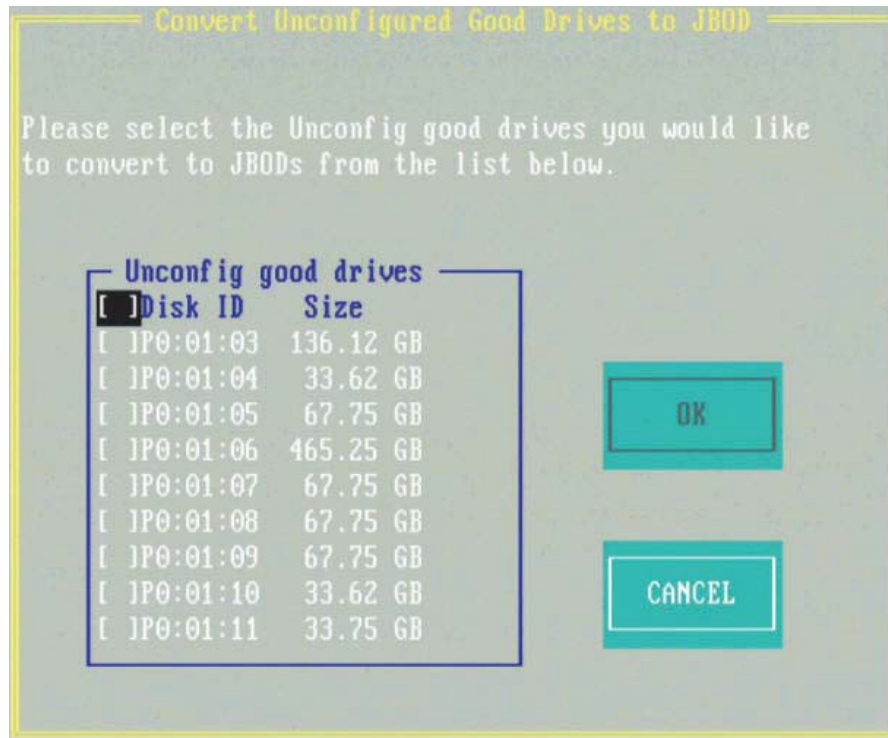 Convert Unconfigured Good Drives to JBOD
Please select the Unconfig good drives you would like
to convert to JBODs from the list below.
Unconfig good drives
[ ]Disk ID Size
[ ]P0:01:03 136.12 GB
[ ]P0:01:04 33.62 GB
[ ]P0:01:05 67.75 GB
[ ]P0:01:06 465.25 GB
[ ]P0:01:07 67.75 GB
[ ]P0:01:08 67.75 GB
[ ]P0:01:09 67.75 GB
[ ]P0:01:10 33.62 GB
[ ]P0:01:11 33.75 GB
OK
CANCEL